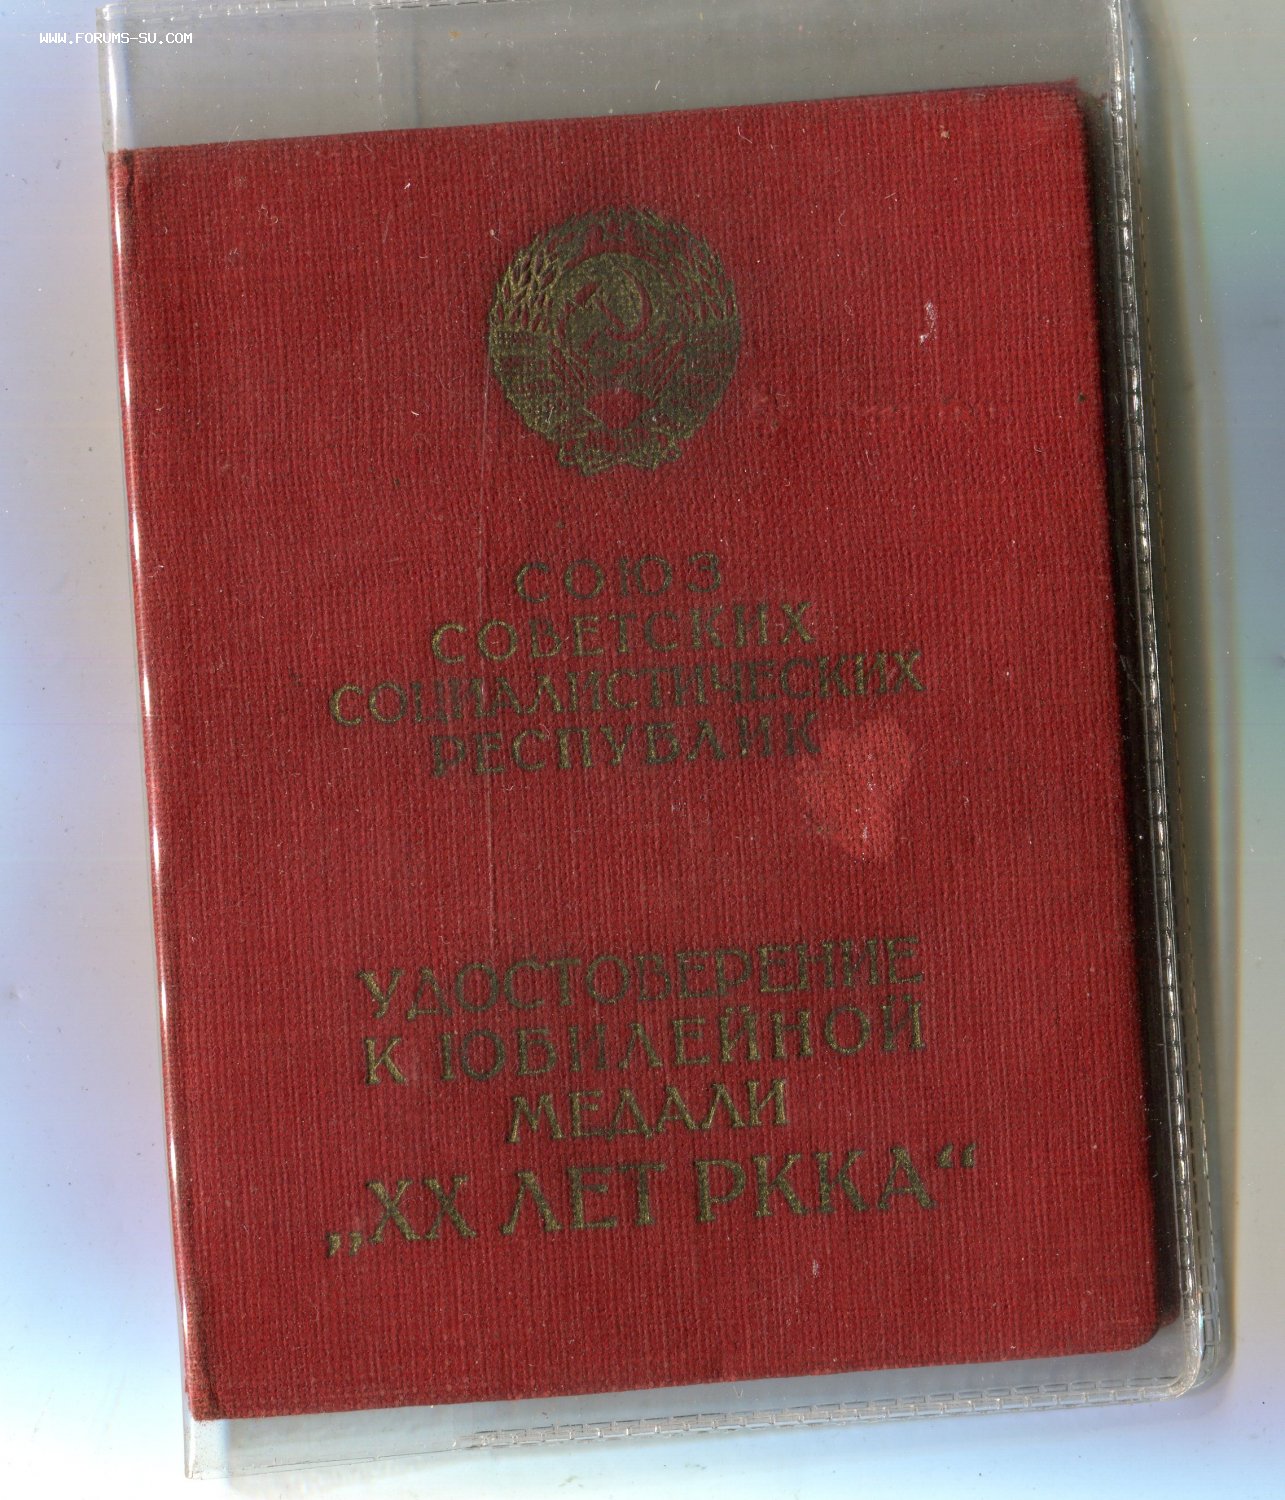 WWW.FORUMS-SU.COM
СОЮЗ
СОВЕТСКИХ
СОЦИАЛИСТИЧЕСКИХ
РЕСПУБЛИК
УДОСТОВЕРЕНИЕ
К ЮБИЛЕЙНОЙ
МЕДАЛИ
„XX ЛЕТ РККА“